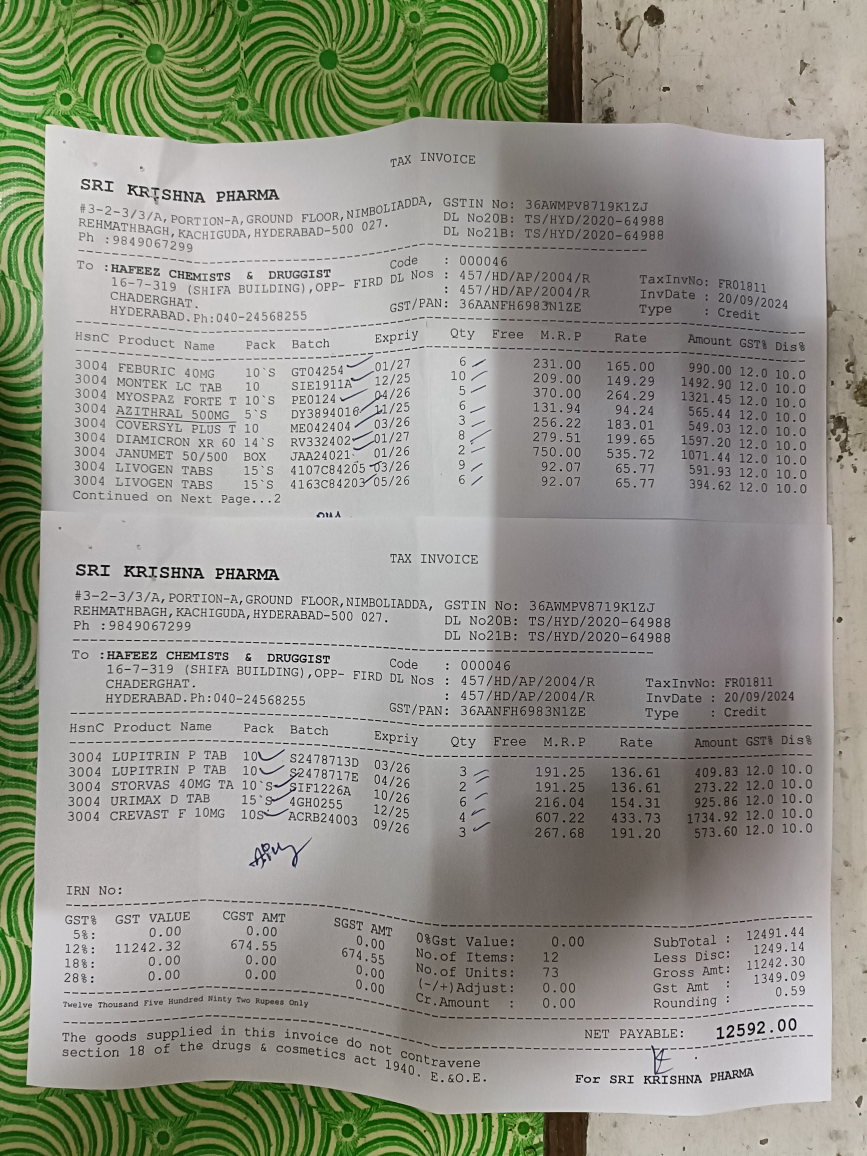 TAX INVOICE
SRI KRISHNA PHARMA
#3-2-3/3/A,PORTION-A,GROUND FLOOR,NIMBOLIADDA, GSTIN No: 36AWMPV8719K1ZJ
REHMATHBAGH,KACHIGUDA,HYDERABAD-500 027. DL No20B: TS/HYD/2020-64988
Ph :9849067299 DL No21B: TS/HYD/2020-64988
To :HAFEEZ CHEMISTS & DRUGGIST Code : 000046
16-7-319 (SHIFA BUILDING),OPP- FIRD DL Nos : 457/HD/AP/2004/R TaxInvNo: FR01811
CHADERGHAT. : 457/HD/AP/2004/R InvDate : 20/09/2024
HYDERABAD.Ph:040-24568255 GST/PAN: 36AANFH6983N1ZE Type : Credit
HsnC Product Name Pack Batch Expriy Qty Free M.R.P Rate Amount GST% Dis%
3004 FEBURIC 40MG 10`S GT04254 01/27 6 231.00 165.00 990.00 12.0 10.0
3004 MONTEK LC TAB 10 SIE1911A 12/25 10 209.00 149.29 1492.90 12.0 10.0
3004 MYOSPAZ FORTE T 10`S PE0124 04/26 5 370.00 264.29 1321.45 12.0 10.0
3004 AZITHRAL 500MG 5`S DY3894016 11/25 6 131.94 94.24 565.44 12.0 10.0
3004 COVERSYL PLUS T 10 ME042404 03/26 3 256.22 183.01 549.03 12.0 10.0
3004 DIAMICRON XR 60 14`S RV332402 01/27 8 279.51 199.65 1597.20 12.0 10.0
3004 JANUMET 50/500 BOX JAA24021 01/26 2 750.00 535.72 1071.44 12.0 10.0
3004 LIVOGEN TABS 15`S 4107C84205 03/26 9 92.07 65.77 591.93 12.0 10.0
3004 LIVOGEN TABS 15`S 4163C84203 05/26 6 92.07 65.77 394.62 12.0 10.0
Continued on Next Page...2
TAX INVOICE
SRI KRISHNA PHARMA
#3-2-3/3/A,PORTION-A,GROUND FLOOR,NIMBOLIADDA, GSTIN No: 36AWMPV8719K1ZJ
REHMATHBAGH,KACHIGUDA,HYDERABAD-500 027. DL No20B: TS/HYD/2020-64988
Ph :9849067299 DL No21B: TS/HYD/2020-64988
To :HAFEEZ CHEMISTS & DRUGGIST Code : 000046
16-7-319 (SHIFA BUILDING),OPP- FIRD DL Nos : 457/HD/AP/2004/R TaxInvNo: FR01811
CHADERGHAT. : 457/HD/AP/2004/R InvDate : 20/09/2024
HYDERABAD.Ph:040-24568255 GST/PAN: 36AANFH6983N1ZE Type : Credit
HsnC Product Name Pack Batch Expriy Qty Free M.R.P Rate Amount GST% Dis%
3004 LUPITRIN P TAB 10 S2478713D 03/26 3 191.25 136.61 409.83 12.0 10.0
3004 LUPITRIN P TAB 10 S2478717E 04/26 2 191.25 136.61 273.22 12.0 10.0
3004 STORVAS 40MG TA 10`S SIF1226A 10/26 6 216.04 154.31 925.86 12.0 10.0
3004 URIMAX D TAB 15`S 4GH0255 12/25 4 607.22 433.73 1734.92 12.0 10.0
3004 CREVAST F 10MG 10S ACRB24003 09/26 3 267.68 191.20 573.60 12.0 10.0
IRN No:
GST% GST VALUE CGST AMT SGST AMT 0%Gst Value: 0.00 SubTotal : 12491.44
5%: 0.00 0.00 0.00 No.of Items: 12 Less Disc: 1249.14
12%: 11242.32 674.55 674.55 No.of Units: 73 Gross Amt: 11242.30
18%: 0.00 0.00 0.00 (-/+)Adjust: 0.00 Gst Amt : 1349.09
28%: 0.00 0.00 0.00 Cr.Amount : 0.00 Rounding : 0.59
Twelve Thousand Five Hundred Ninty Two Rupees Only
NET PAYABLE: 12592.00
The goods supplied in this invoice do not contravene
section 18 of the drugs & cosmetics act 1940. E.&O.E.
For SRI KRISHNA PHARMA